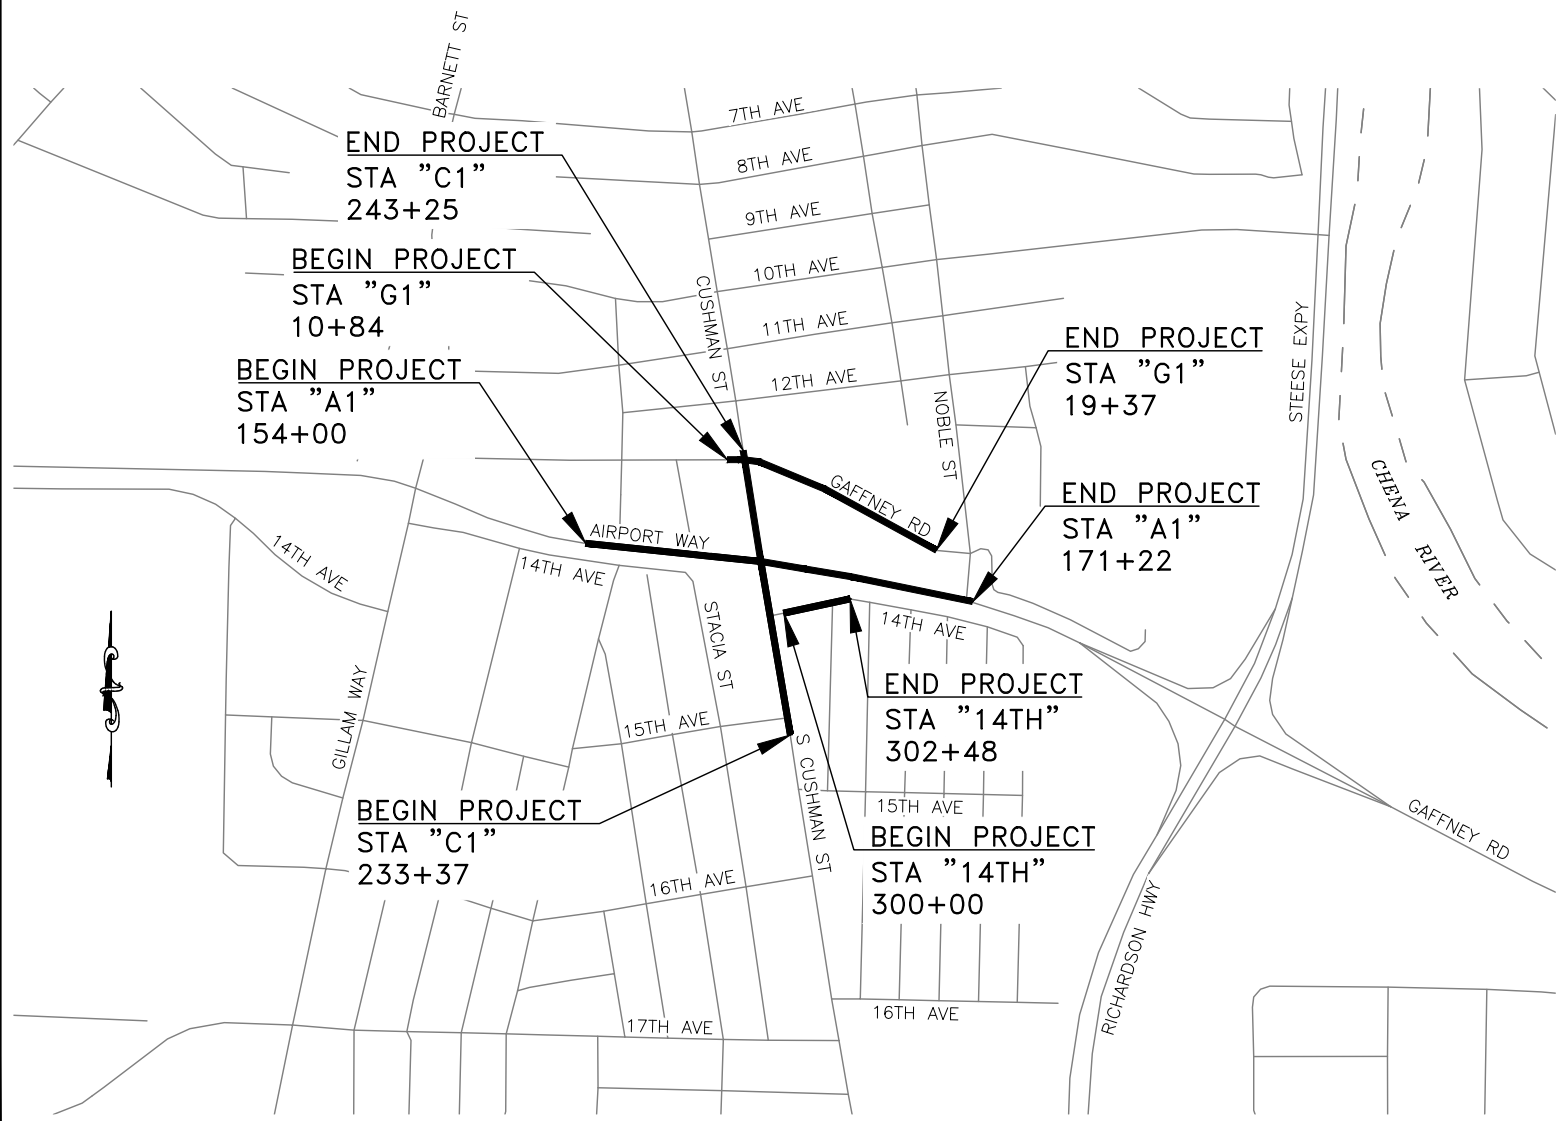 BARNETT ST
7TH AVE
END PROJECT
STA "C1"
243+25
8TH AVE
9TH AVE
BEGIN PROJECT
STA "G1"
10+84
10TH AVE
CUSHMAN ST
11TH AVE
STEESE EXPY
END PROJECT
STA "G1"
19+37
BEGIN PROJECT
STA "A1"
154+00
12TH AVE
NOBLE ST
CHENA RIVER
GAFFNEY RD
END PROJECT
STA "A1"
171+22
AIRPORT WAY
14TH AVE
14TH AVE
STACIA ST
14TH AVE
GILLAM WAY
END PROJECT
STA "14TH"
302+48
15TH AVE
S CUSHMAN ST
BEGIN PROJECT
STA "C1"
233+37
15TH AVE
GAFFNEY RD
BEGIN PROJECT
STA "14TH"
300+00
16TH AVE
RICHARDSON HWY
16TH AVE
17TH AVE